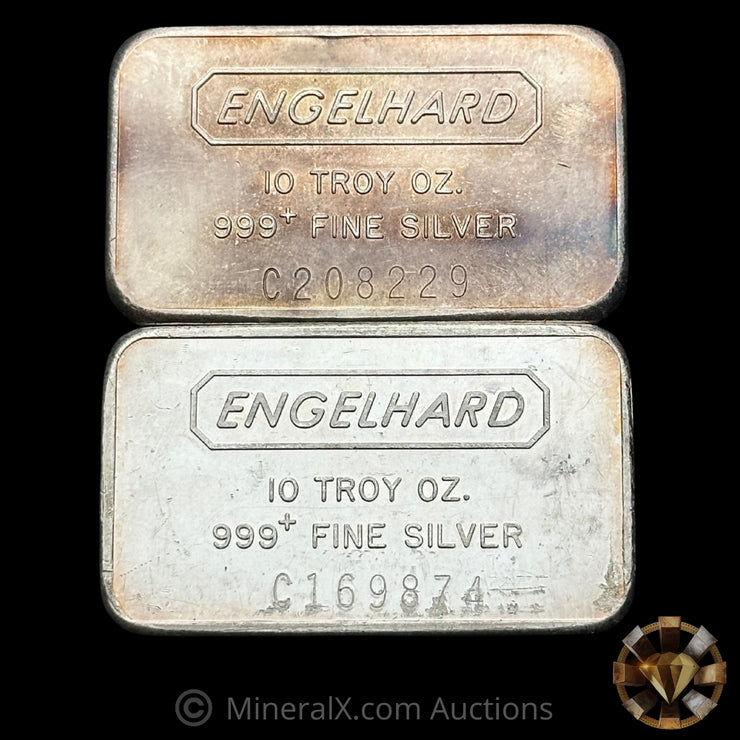 ENGELHARD
10 TROY OZ.
999+ FINE SILVER
C208229
ENGELHARD
10 TROY OZ.
999+ FINE SILVER
C169874
© MineralX.com Auctions